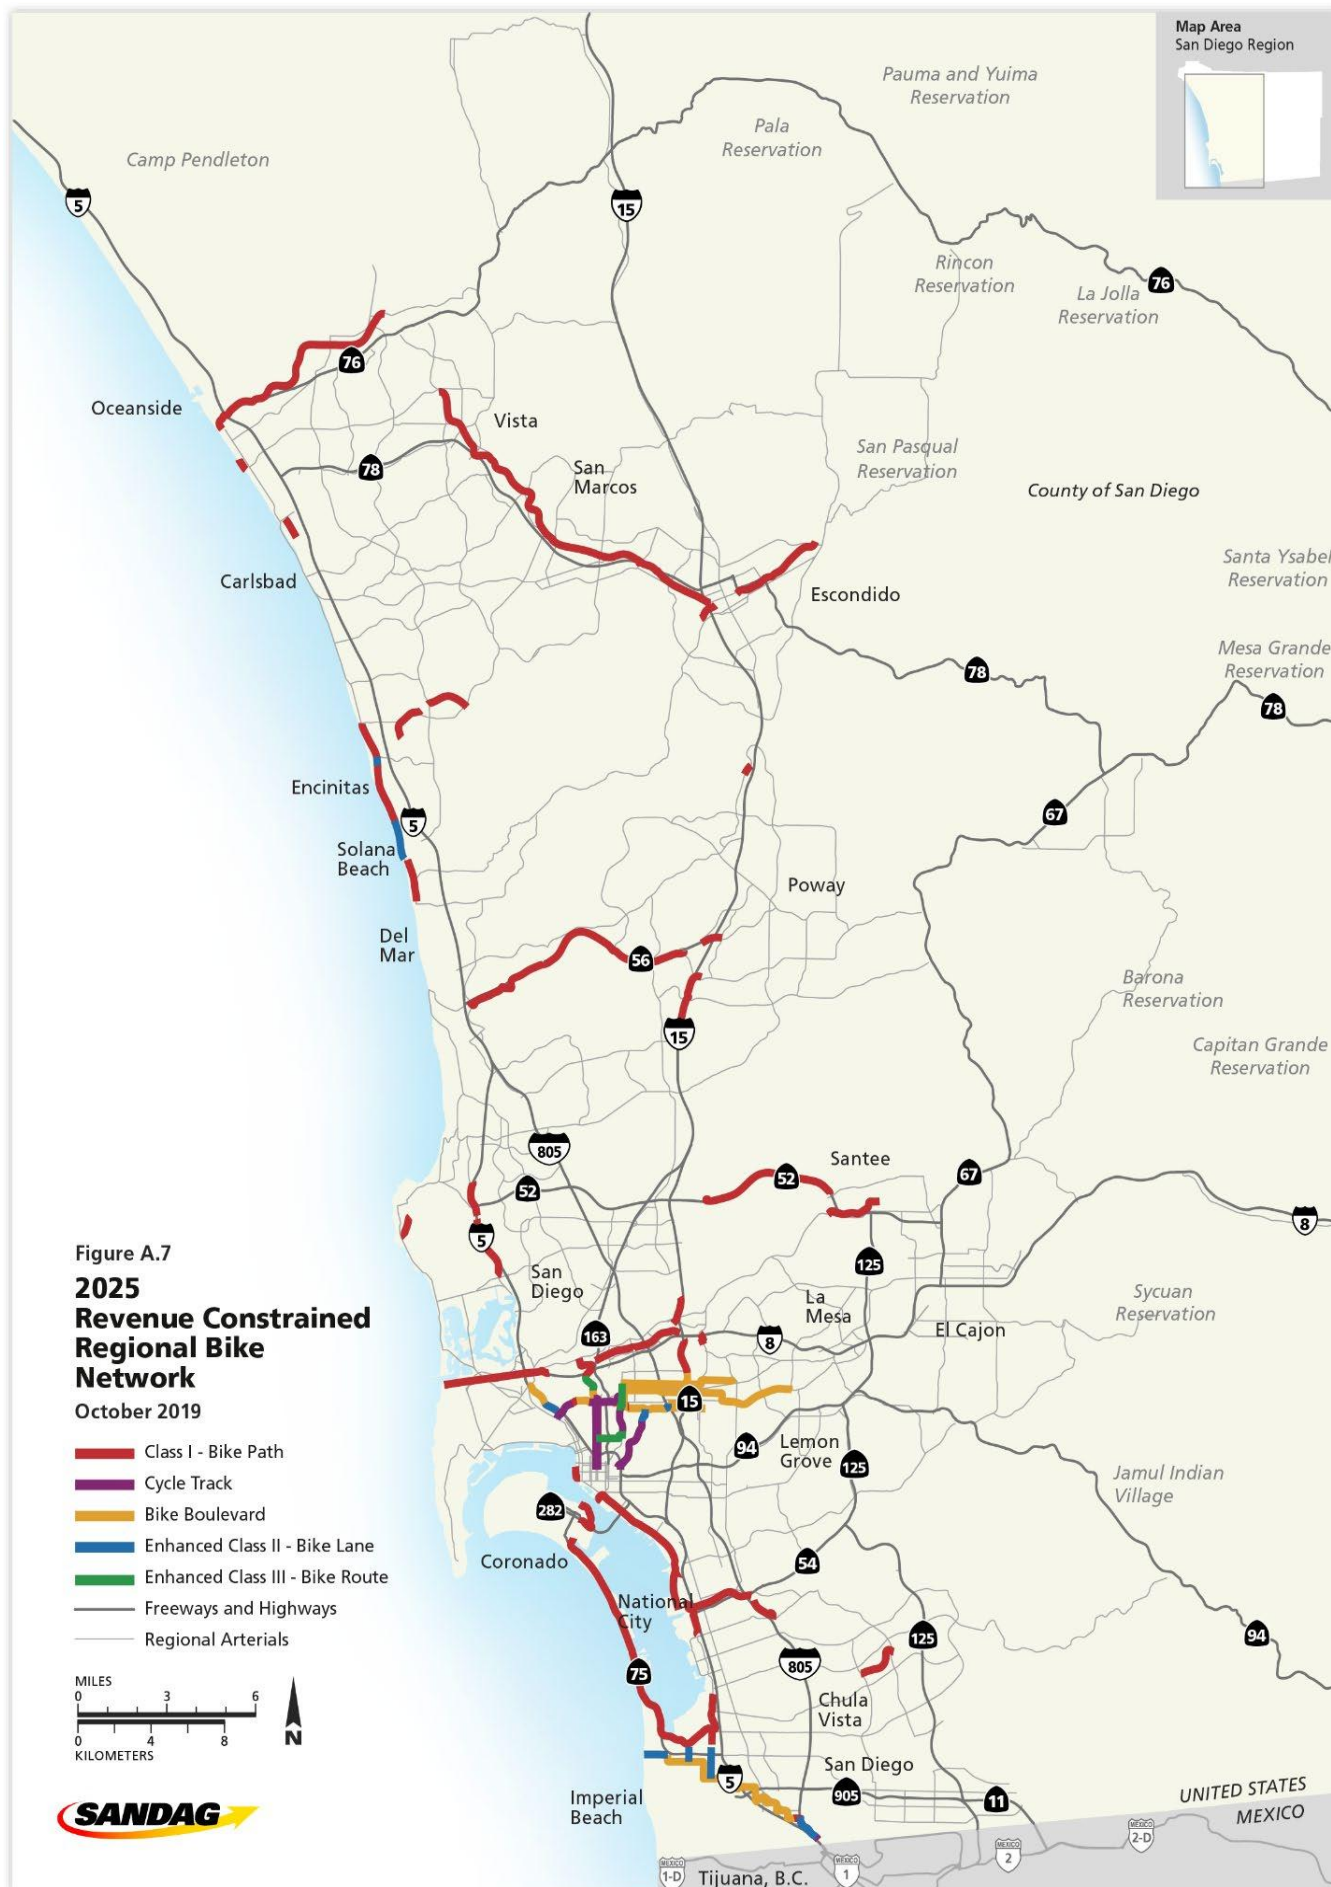 Map Area
San Diego Region
Pauma and Yuima
Reservation
Pala
Reservation
Camp Pendleton
5
15
Rincon
Reservation
La Jolla
Reservation
76
76
Oceanside
Vista
78
San
Marcos
San Pasqual
Reservation
County of San Diego
Santa Ysabel
Reservation
Carlsbad
Escondido
Mesa Grande
Reservation
78
78
Encinitas
67
5
Solana
Beach
Poway
Del
Mar
56
Barona
Reservation
15
Capitan Grande
Reservation
805
Santee
52
52
67
5
8
Figure A.7
2025
Revenue Constrained
Regional Bike
Network
October 2019
125
San
Diego
La
Mesa
Sycuan
Reservation
163
8
El Cajon
15
94
Lemon
Grove
125
Jamul Indian
Village
Class I - Bike Path
Cycle Track
Bike Boulevard
Enhanced Class II - Bike Lane
Enhanced Class III - Bike Route
Freeways and Highways
Regional Arterials
282
Coronado
54
National
City
125
94
805
75
MILES
0 3 6
0 4 8
KILOMETERS
N
Chula
Vista
San Diego
5
905
11
Imperial
Beach
SANDAG
UNITED STATES
MEXICO
MEXICO
2-D
MEXICO
2
MEXICO
1-D
Tijuana, B.C.
MEXICO
1